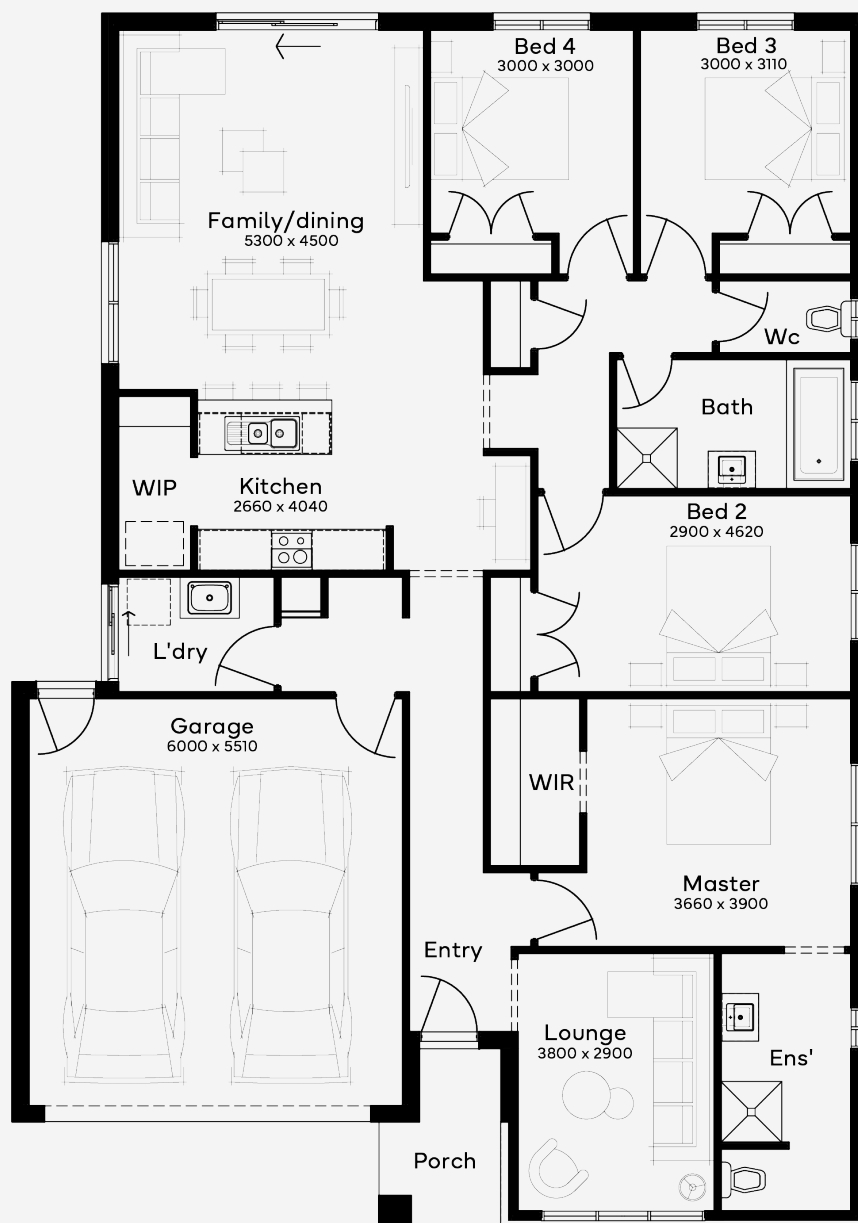 Bed 4
3000 x 3000
Bed 3
3000 x 3110
Family/dining
5300 x 4500
Wc
Bath
WIP
Kitchen
2660 x 4040
Bed 2
2900 x 4620
L'dry
Garage
6000 x 5510
WIR
Master
3660 x 3900
Entry
Lounge
3800 x 2900
Ens'
Porch